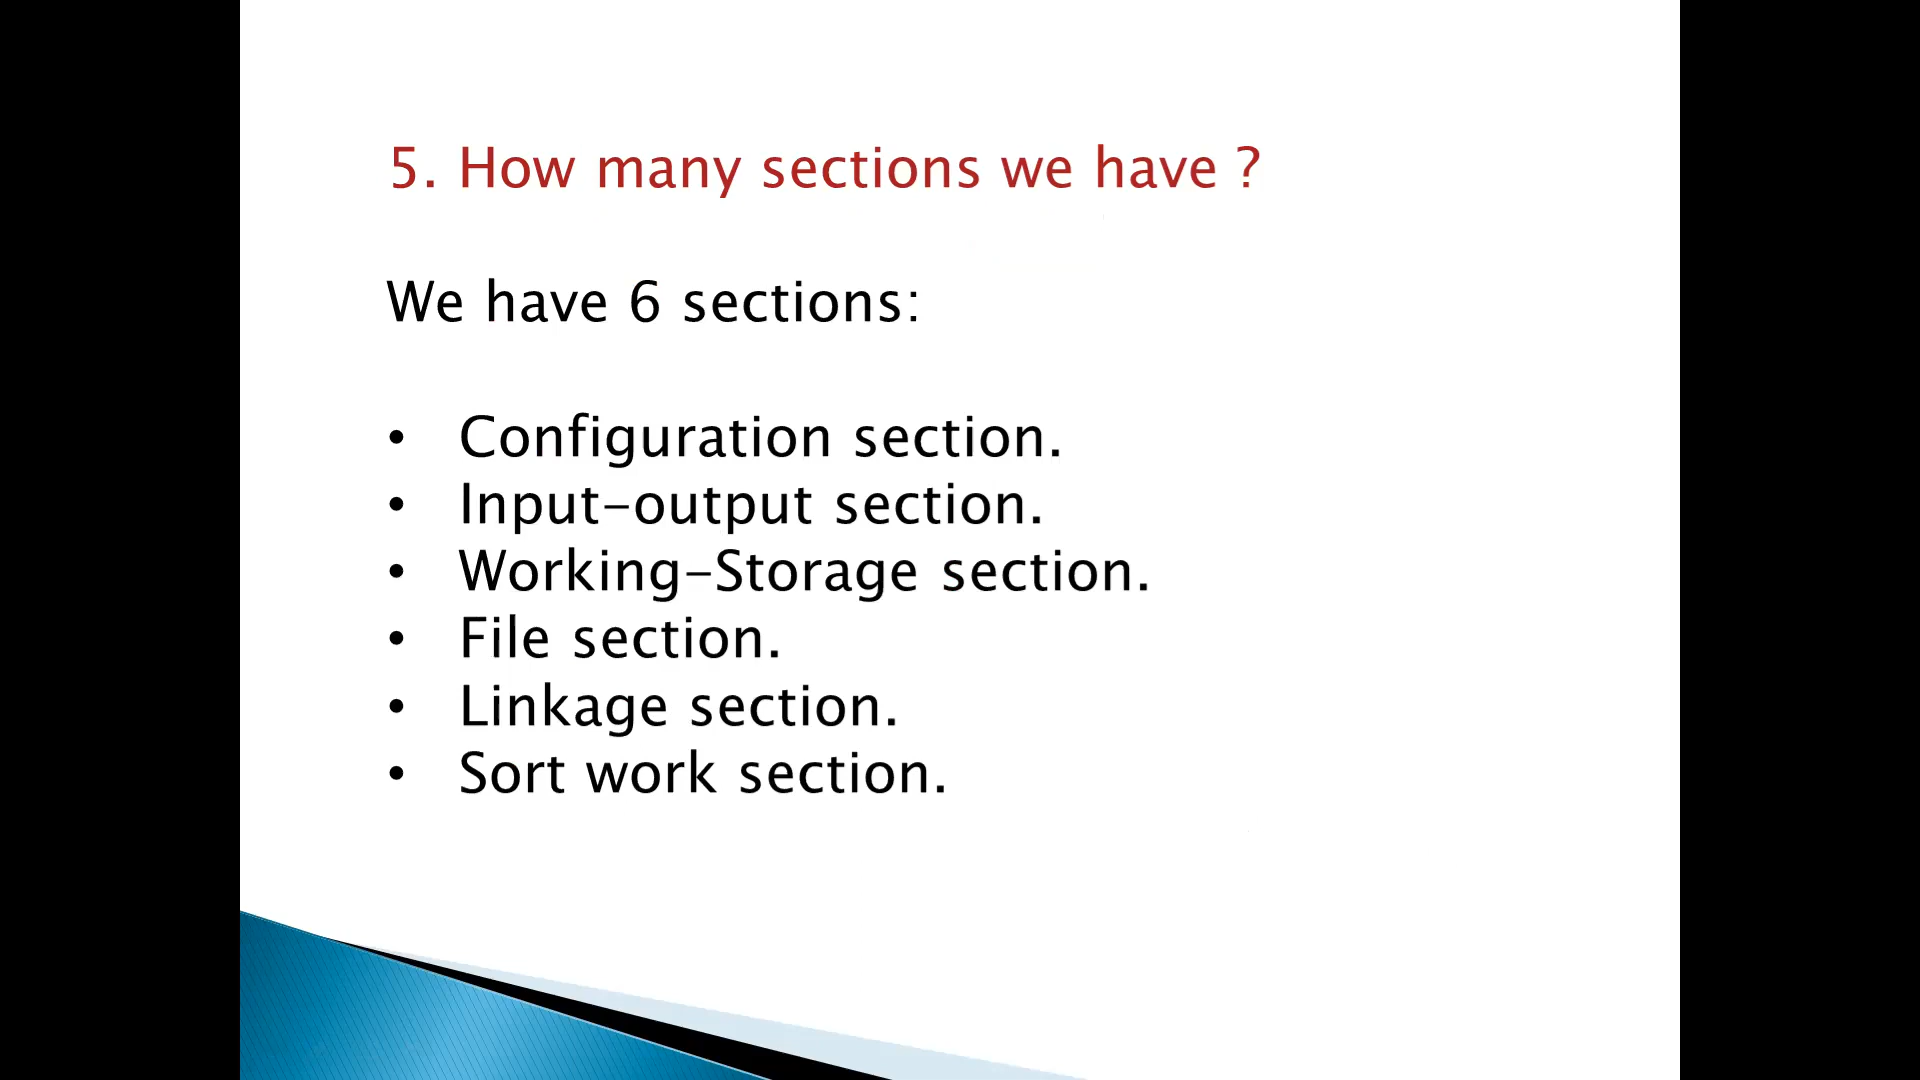 5. How many sections we have ?
We have 6 sections:
• Configuration section.
• Input-output section.
• Working-Storage section.
• File section.
• Linkage section.
• Sort work section.